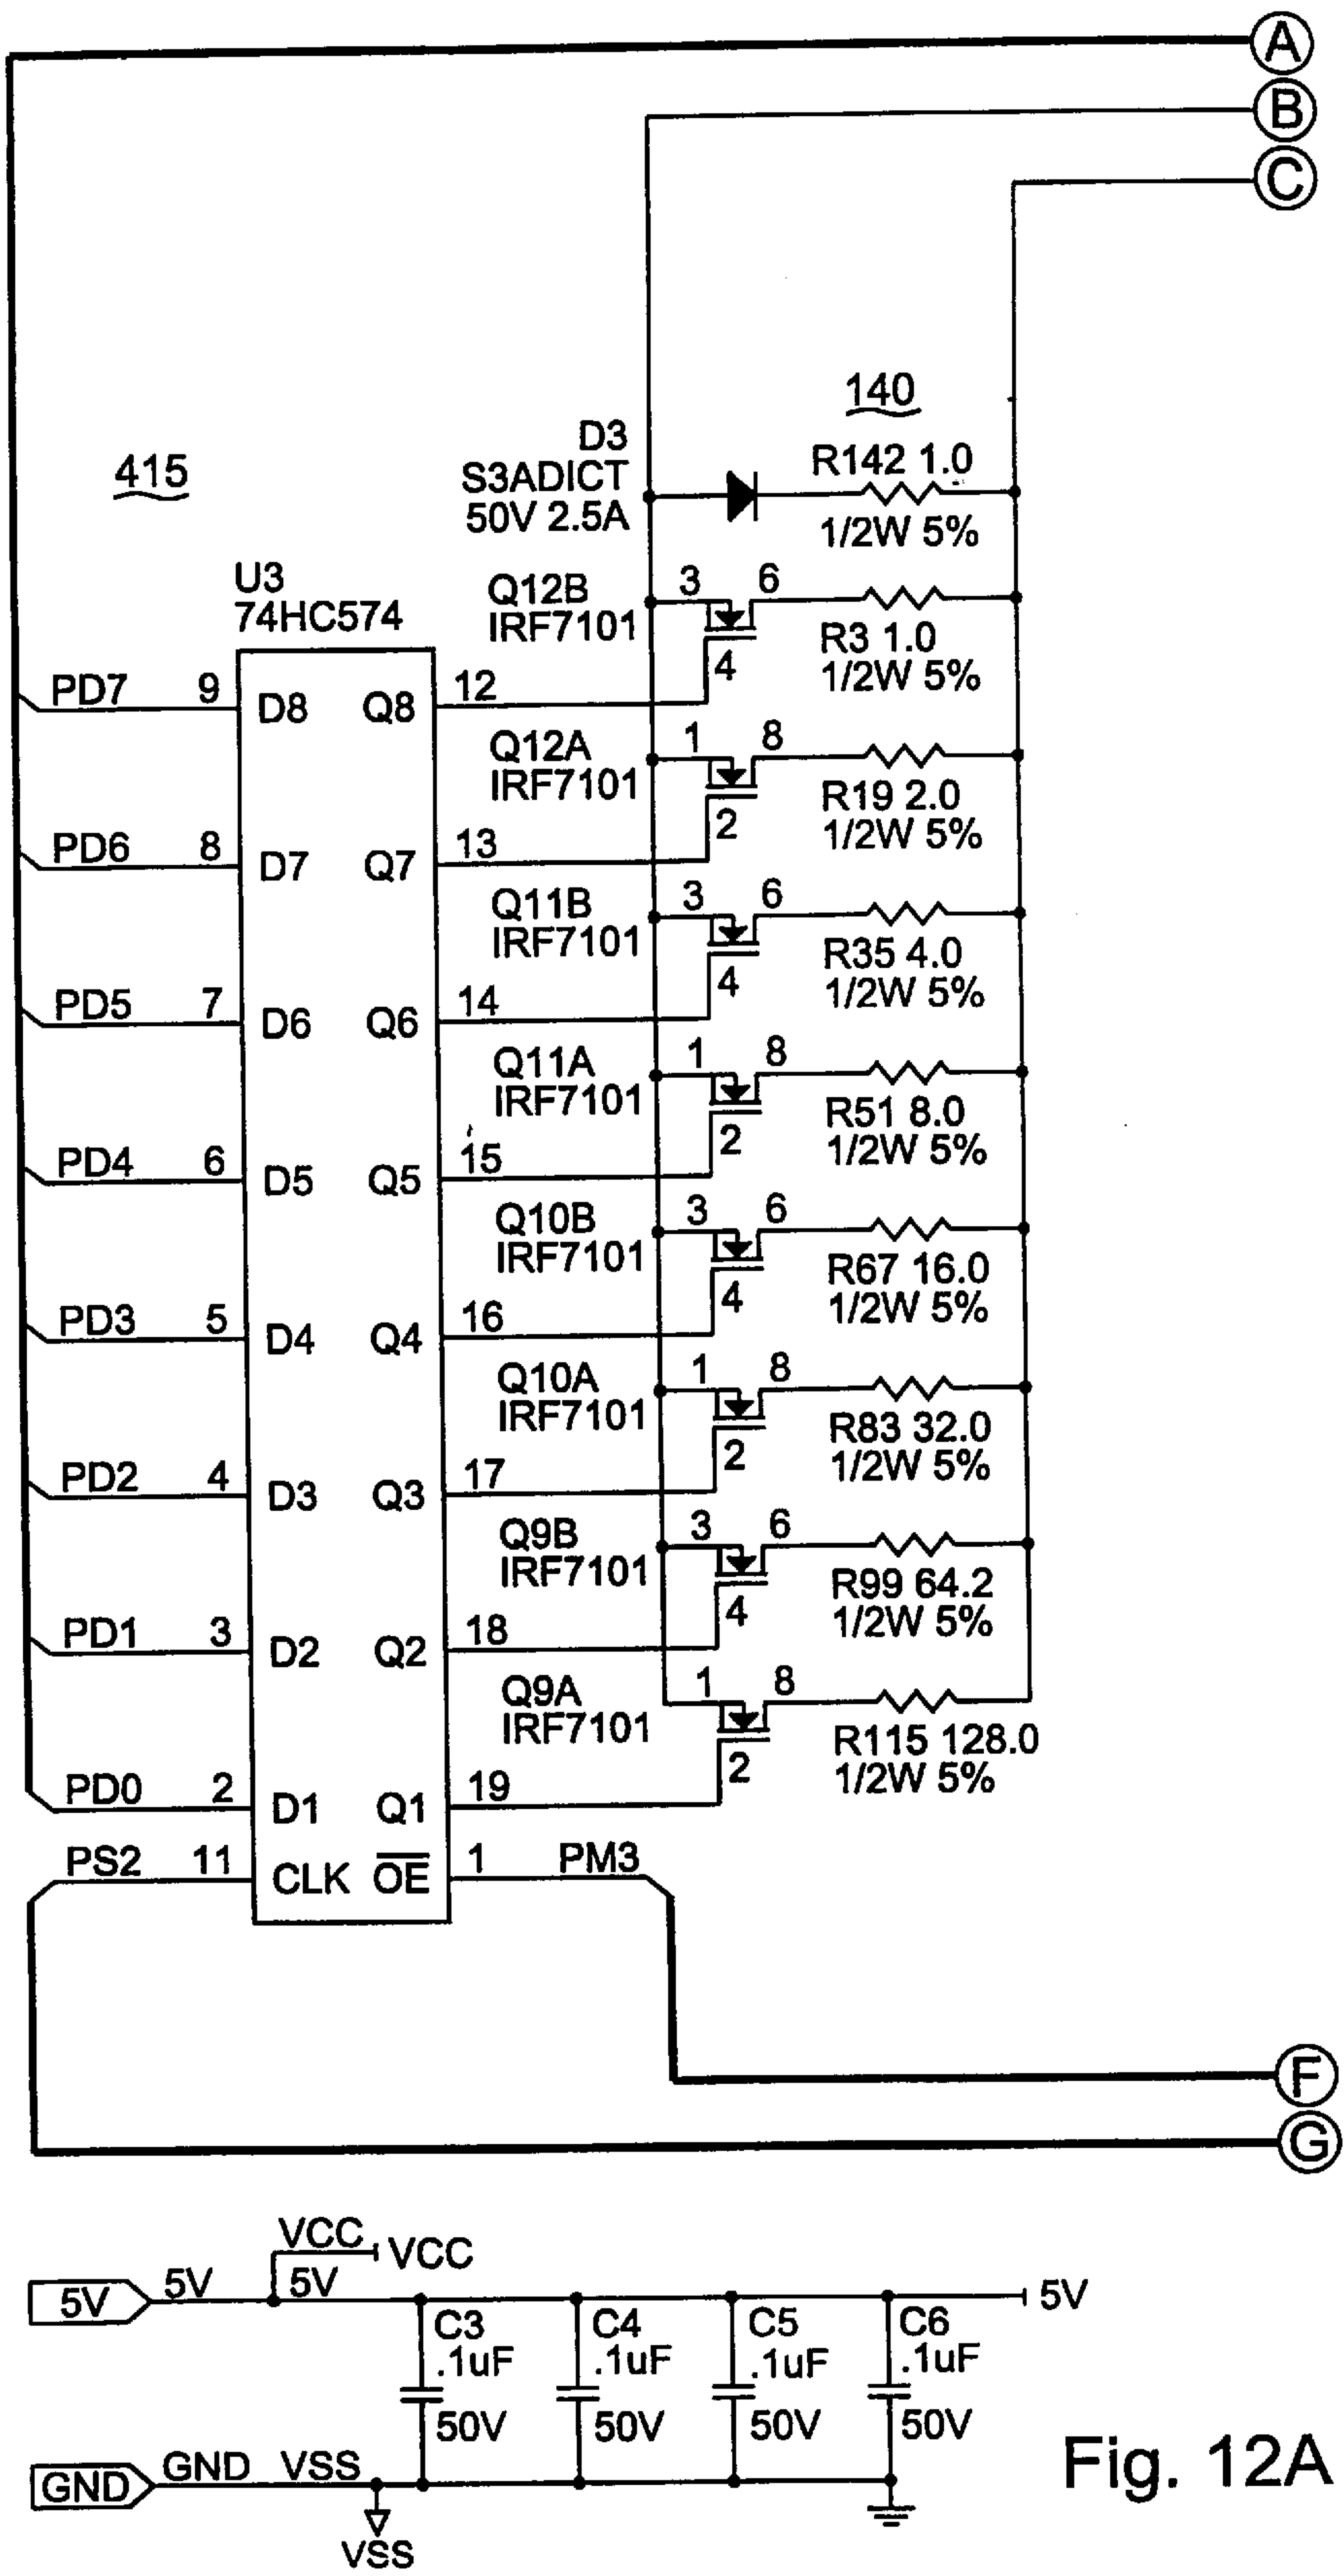 A
B
C
140
D3
S3ADICT
50V 2.5A
R142 1.0
1/2W 5%
415
U3
74HC574
Q12B
IRF7101
3
6
4
R3 1.0
1/2W 5%
PD7
9
D8
Q8
12
Q12A
IRF7101
1
8
2
R19 2.0
1/2W 5%
PD6
8
D7
Q7
13
Q11B
IRF7101
3
6
4
R35 4.0
1/2W 5%
PD5
7
D6
Q6
14
Q11A
IRF7101
1
8
2
R51 8.0
1/2W 5%
PD4
6
D5
Q5
15
Q10B
IRF7101
3
6
4
R67 16.0
1/2W 5%
PD3
5
D4
Q4
16
Q10A
IRF7101
1
8
2
R83 32.0
1/2W 5%
PD2
4
D3
Q3
17
Q9B
IRF7101
3
6
4
R99 64.2
1/2W 5%
PD1
3
D2
Q2
18
Q9A
IRF7101
1
8
2
R115 128.0
1/2W 5%
PD0
2
D1
Q1
19
PS2
11
CLK
OE
1
PM3
F
G
VCC
VCC
5V
5V
5V
5V
C3
.1uF
50V
C4
.1uF
50V
C5
.1uF
50V
C6
.1uF
50V
GND
GND
VSS
VSS
Fig. 12A